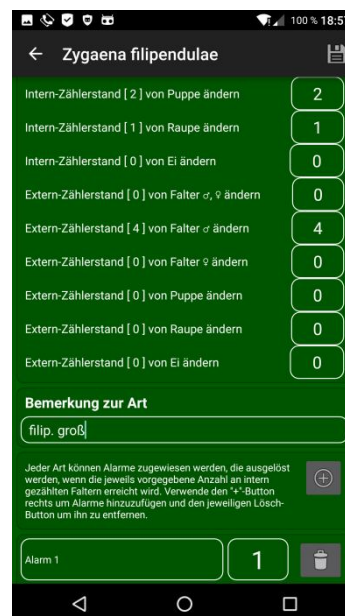 100 % 18:57
Zygaena filipendulae
Intern-Zählerstand [ 2 ] von Puppe ändern 2
Intern-Zählerstand [ 1 ] von Raupe ändern 1
Intern-Zählerstand [ 0 ] von Ei ändern 0
Extern-Zählerstand [ 0 ] von Falter ♂, ♀ ändern 0
Extern-Zählerstand [ 4 ] von Falter ♂ ändern 4
Extern-Zählerstand [ 0 ] von Falter ♀ ändern 0
Extern-Zählerstand [ 0 ] von Puppe ändern 0
Extern-Zählerstand [ 0 ] von Raupe ändern 0
Extern-Zählerstand [ 0 ] von Ei ändern 0
Bemerkung zur Art
filip. groß
Jeder Art können Alarme zugewiesen werden, die ausgelöst
werden, wenn die jeweils vorgegebene Anzahl an intern
gezählten Faltern erreicht wird. Verwende den "+"-Button
rechts um Alarme hinzuzufügen und den jeweiligen Lösch-
Button um ihn zu entfernen.
Alarm 1 1